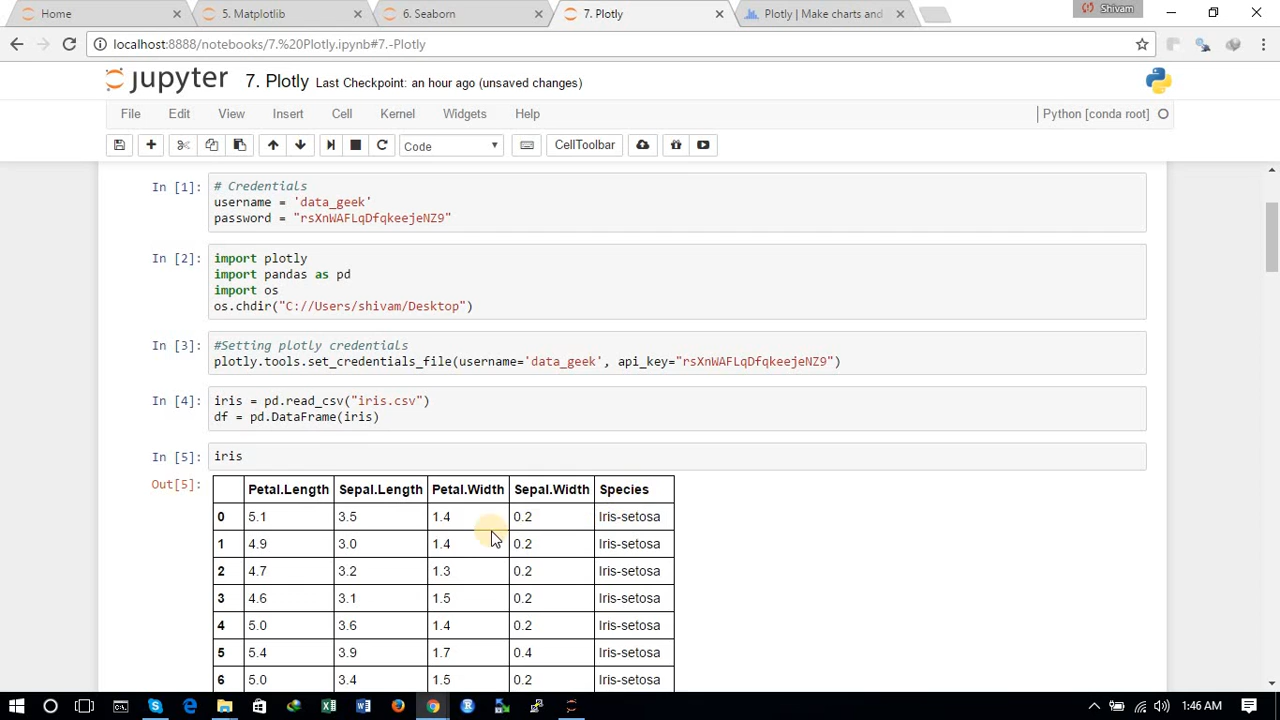 Home
5. Matplotlib
6. Seaborn
7. Plotly
Plotly | Make charts and
Shivam
localhost:8888/notebooks/7.%20Plotly.ipynb#7.-Plotly
jupyter 7. Plotly Last Checkpoint: an hour ago (unsaved changes)
File Edit View Insert Cell Kernel Widgets Help Python [conda root]
Code CellToolbar
In [1]: # Credentials
username = 'data_geek'
password = "rsXnWAFLqDfqkeejeNZ9"
In [2]: import plotly
import pandas as pd
import os
os.chdir("C://Users/shivam/Desktop")
In [3]: #Setting plotly credentials
plotly.tools.set_credentials_file(username='data_geek', api_key="rsXnWAFLqDfqkeejeNZ9")
In [4]: iris = pd.read_csv("iris.csv")
df = pd.DataFrame(iris)
In [5]: iris
Out[5]:
Petal.Length Sepal.Length Petal.Width Sepal.Width Species
0 5.1 3.5 1.4 0.2 Iris-setosa
1 4.9 3.0 1.4 0.2 Iris-setosa
2 4.7 3.2 1.3 0.2 Iris-setosa
3 4.6 3.1 1.5 0.2 Iris-setosa
4 5.0 3.6 1.4 0.2 Iris-setosa
5 5.4 3.9 1.7 0.4 Iris-setosa
6 5.0 3.4 1.5 0.2 Iris-setosa
1:46 AM